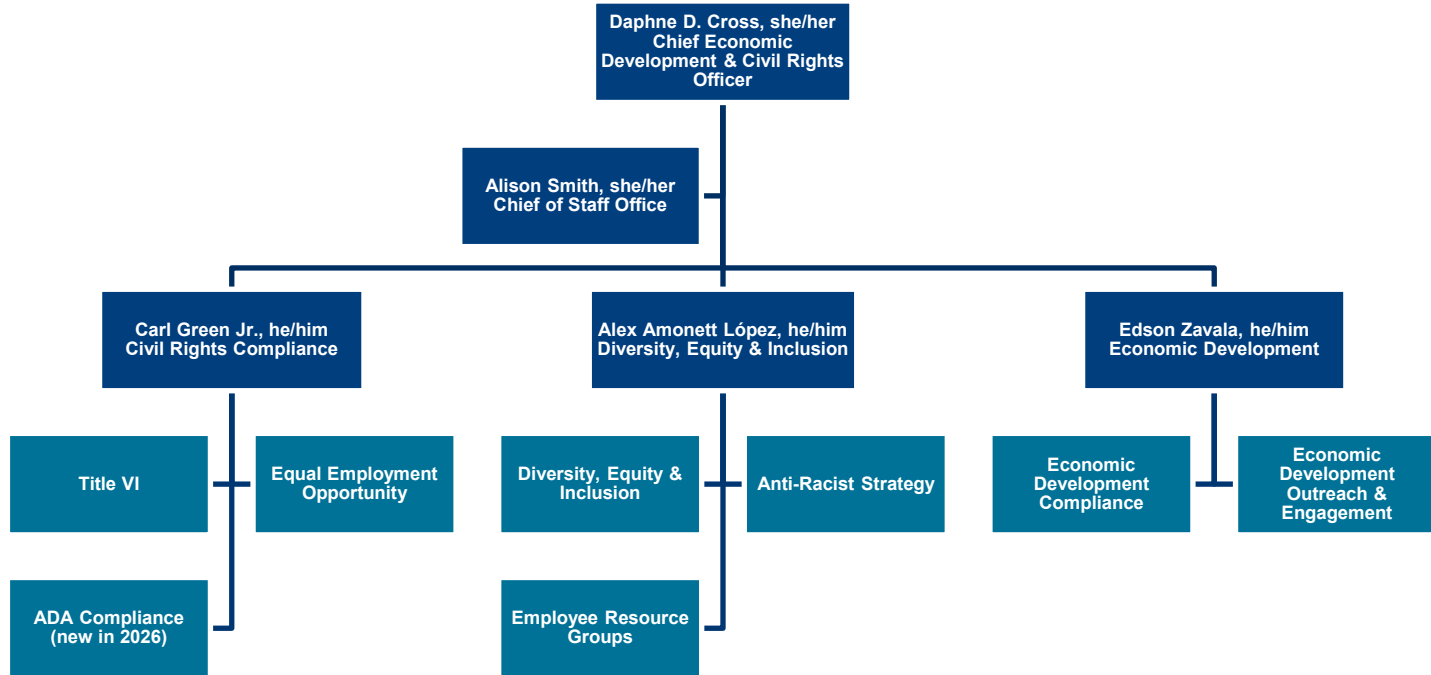 Daphne D. Cross, she/her
Chief Economic
Development & Civil Rights
Officer
Alison Smith, she/her
Chief of Staff Office
Carl Green Jr., he/him
Civil Rights Compliance
Alex Amonett López, he/him
Diversity, Equity & Inclusion
Edson Zavala, he/him
Economic Development
Title VI
Equal Employment
Opportunity
Diversity, Equity &
Inclusion
Anti-Racist Strategy
Economic
Development
Compliance
Economic
Development
Outreach &
Engagement
ADA Compliance
(new in 2026)
Employee Resource
Groups